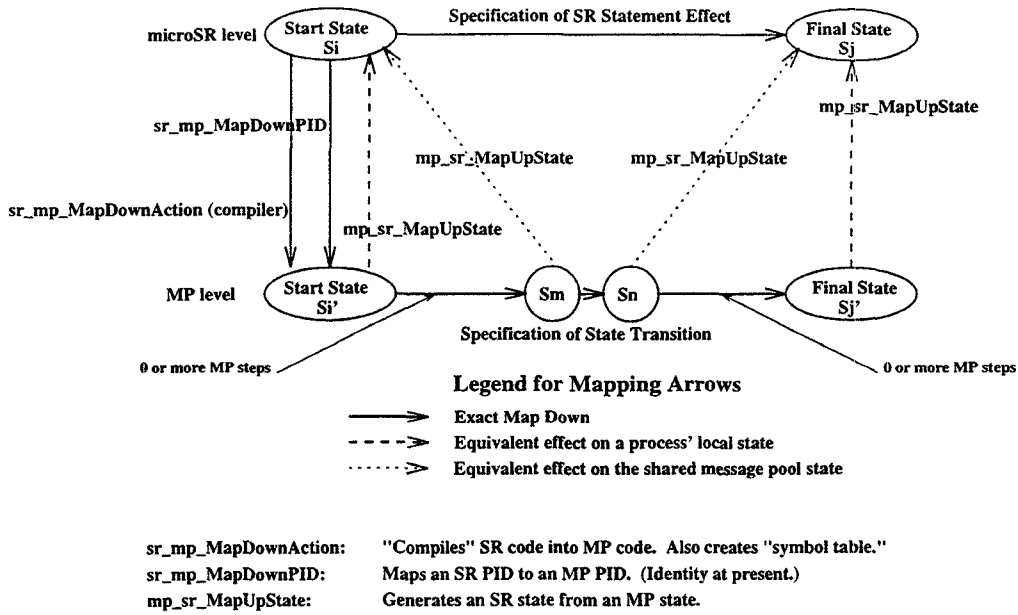 Specification of SR Statement Effect
microSR level
Start State
Si
Final State
Sj
mp_sr_MapUpState
sr_mp_MapDownPID
mp_sr_MapUpState
mp_sr_MapUpState
sr_mp_MapDownAction (compiler)
mp_sr_MapUpState
MP level
Start State
Si'
Sm
Sn
Final State
Sj'
Specification of State Transition
0 or more MP steps
0 or more MP steps
Legend for Mapping Arrows
Exact Map Down
Equivalent effect on a process' local state
Equivalent effect on the shared message pool state
sr_mp_MapDownAction: "Compiles" SR code into MP code. Also creates "symbol table."
sr_mp_MapDownPID: Maps an SR PID to an MP PID. (Identity at present.)
mp_sr_MapUpState: Generates an SR state from an MP state.